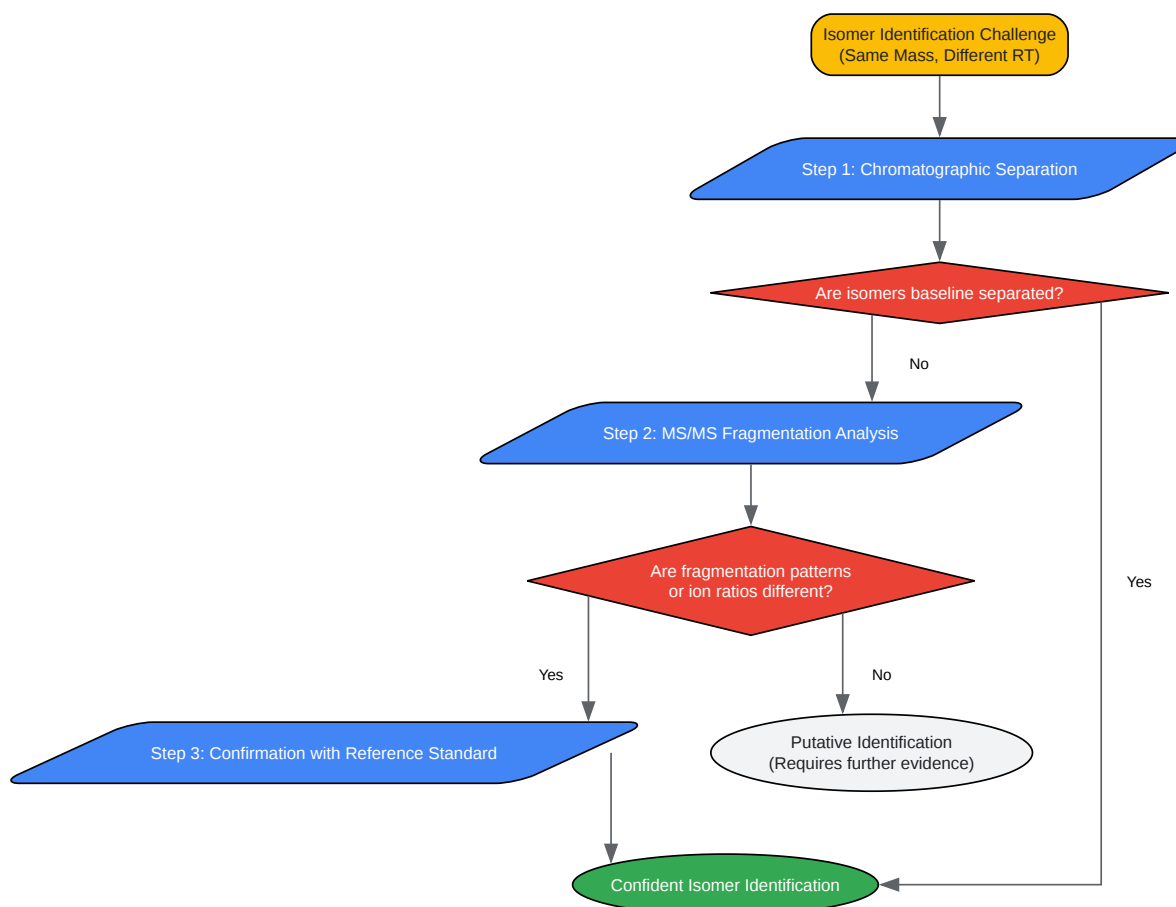 Isomer Identification Challenge
(Same Mass, Different RT)
Step 1: Chromatographic Separation
Are isomers baseline separated?
No
Step 2: MS/MS Fragmentation Analysis
Are fragmentation patterns
or ion ratios different?
Yes
Yes
No
Step 3: Confirmation with Reference Standard
Putative Identification
(Requires further evidence)
Confident Isomer Identification